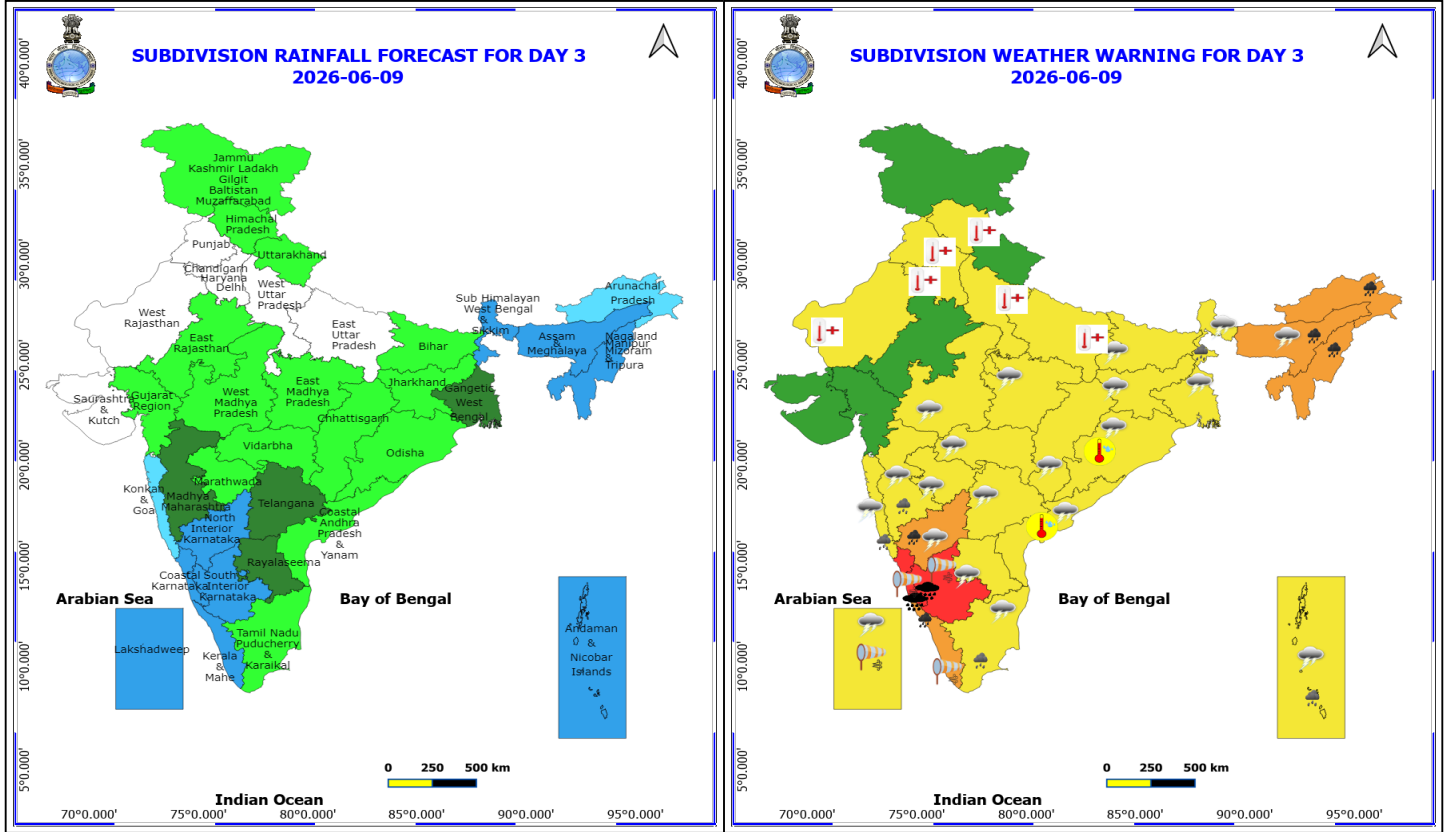 SUBDIVISION RAINFALL FORECAST FOR DAY 3
2026-06-09
40°0.000'
35°0.000'
30°0.000'
25°0.000'
20°0.000'
15°0.000'
10°0.000'
5°0.000'
Jammu
Kashmir Ladakh
Gilgit
Baltistan
Muzaffarabad
Himachal
Pradesh
Punjab
Uttarakhand
Chandigarh
Haryana
Delhi
West
Uttar
Pradesh
West
Rajasthan
East
Uttar
Pradesh
East
Rajasthan
Bihar
Sub Himalayan
West Bengal
&
Sikkim
Arunachal
Pradesh
Assam
&
Meghalaya
Nagaland
Manipur
Mizoram
&
Tripura
Saurashtra
&
Kutch
Gujarat
Region
West
Madhya
Pradesh
East
Madhya
Pradesh
Jharkhand
Gangetic
West
Bengal
Chhattisgarh
Vidarbha
Odisha
Konkan
&
Goa
Madhya
Maharashtra
Marathwada
Telangana
North
Interior
Karnataka
Coastal
Andhra
Pradesh
&
Yanam
Rayalaseema
Coastal
Karnataka
South
Interior
Karnataka
Arabian Sea
Bay of Bengal
Lakshadweep
Kerala
&
Mahe
Tamil Nadu
Puducherry
&
Karaikal
Andaman
&
Nicobar
Islands
0 250 500 km
Indian Ocean
70°0.000' 75°0.000' 80°0.000' 85°0.000' 90°0.000' 95°0.000'
SUBDIVISION WEATHER WARNING FOR DAY 3
2026-06-09
40°0.000'
35°0.000'
30°0.000'
25°0.000'
20°0.000'
15°0.000'
10°0.000'
5°0.000'
Arabian Sea
Bay of Bengal
0 250 500 km
Indian Ocean
70°0.000' 75°0.000' 80°0.000' 85°0.000' 90°0.000' 95°0.000'